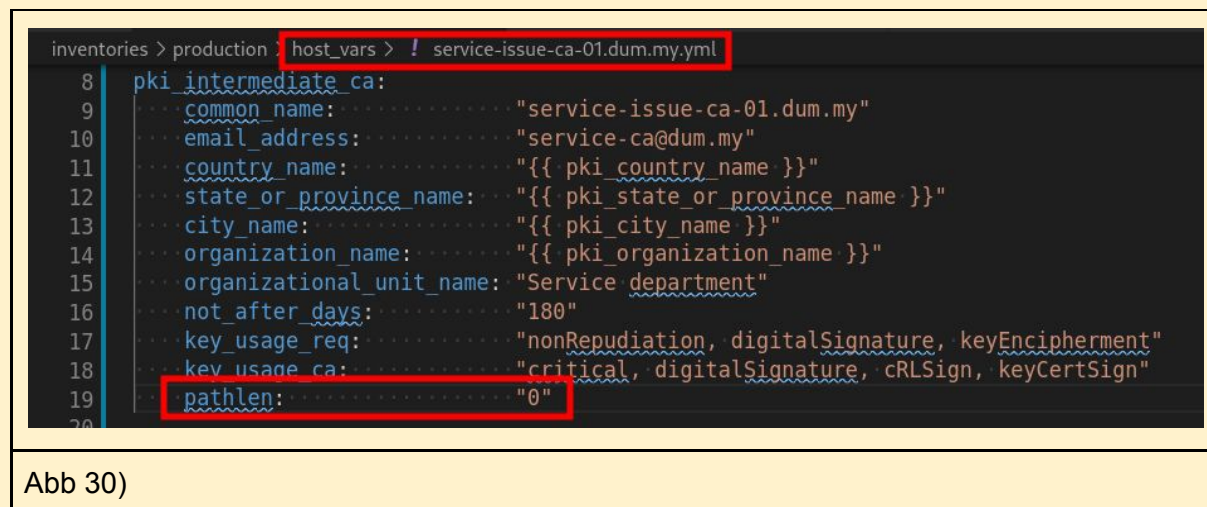 inventories > production > host_vars > ! service-issue-ca-01.dum.my.yml
8 pki_intermediate_ca:
9 common_name: "service-issue-ca-01.dum.my"
10 email_address: "service-ca@dum.my"
11 country_name: "{{ pki_country_name }}"
12 state_or_province_name: "{{ pki_state_or_province_name }}"
13 city_name: "{{ pki_city_name }}"
14 organization_name: "{{ pki_organization_name }}"
15 organizational_unit_name: "Service department"
16 not_after_days: "180"
17 key_usage_req: "nonRepudiation, digitalSignature, keyEncipherment"
18 key_usage_ca: "critical, digitalSignature, cRLSign, keyCertSign"
19 pathlen: "0"
20
Abb 30)